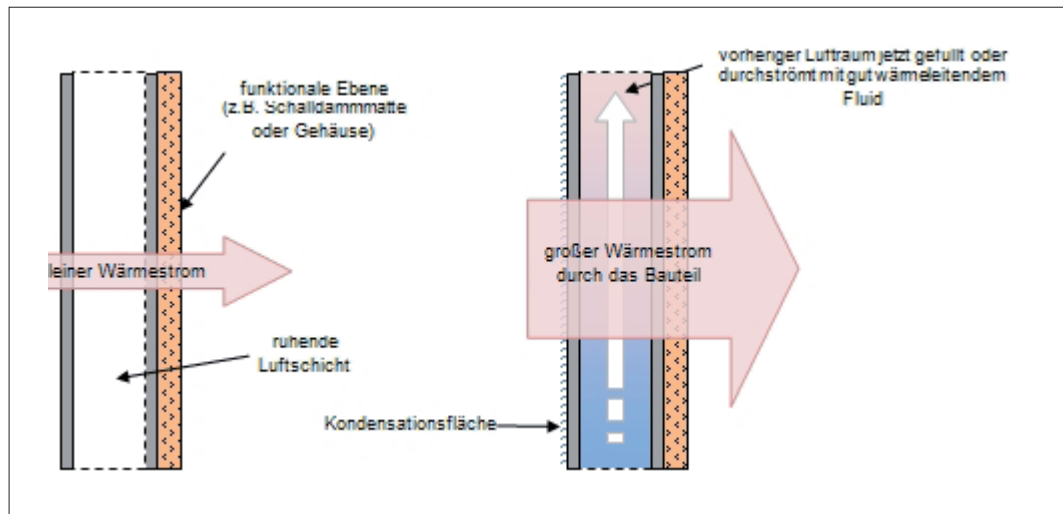 funktionale Ebene
(z.B. Schalldämmmatte
oder Gehäuse)
leiner Wärmestrom
ruhende
Luftschicht
vorheriger Luftraum jetzt gefüllt oder
durchströmt mit gut wärmeleitendem
Fluid
großer Wärmestrom
durch das Bauteil
Kondensationsfläche